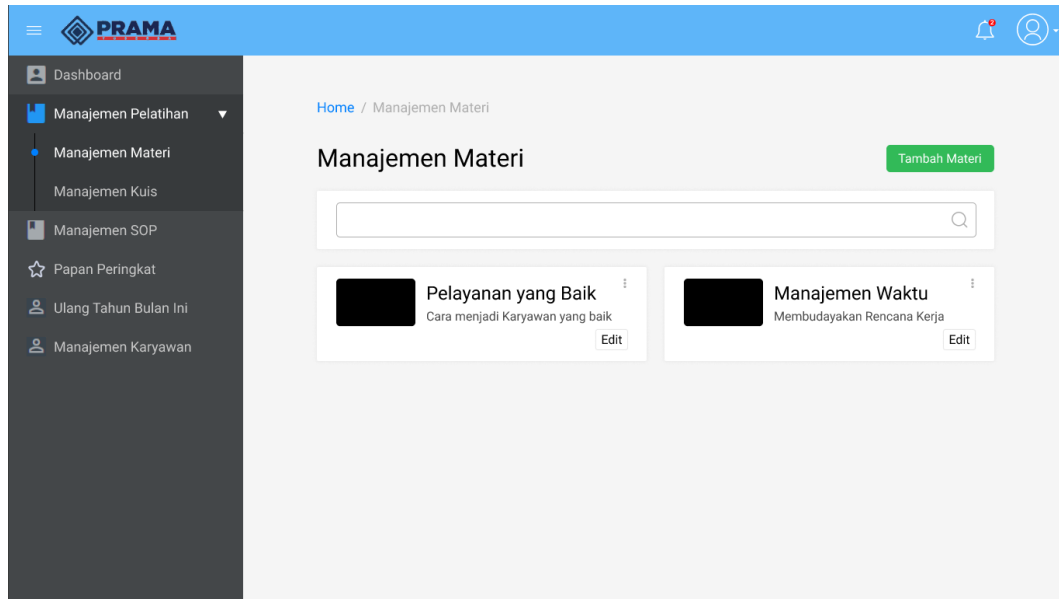 PRAMA
2
Dashboard
Manajemen Pelatihan
Manajemen Materi
Manajemen Kuis
Manajemen SOP
Papan Peringkat
Ulang Tahun Bulan Ini
Manajemen Karyawan
Home / Manajemen Materi
Manajemen Materi
Tambah Materi
Pelayanan yang Baik
Cara menjadi Karyawan yang baik
Edit
Manajemen Waktu
Membudayakan Rencana Kerja
Edit